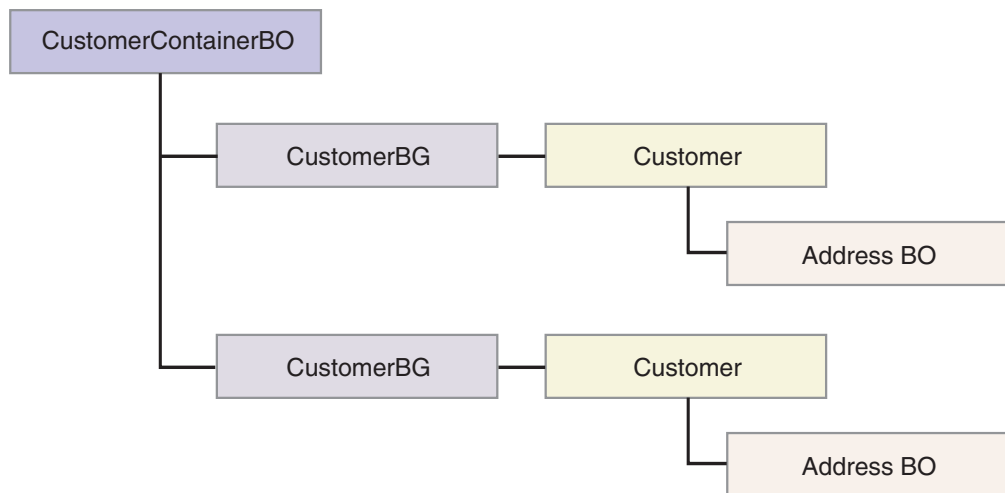 CustomerContainerBO
CustomerBG
Customer
Address BO
CustomerBG
Customer
Address BO